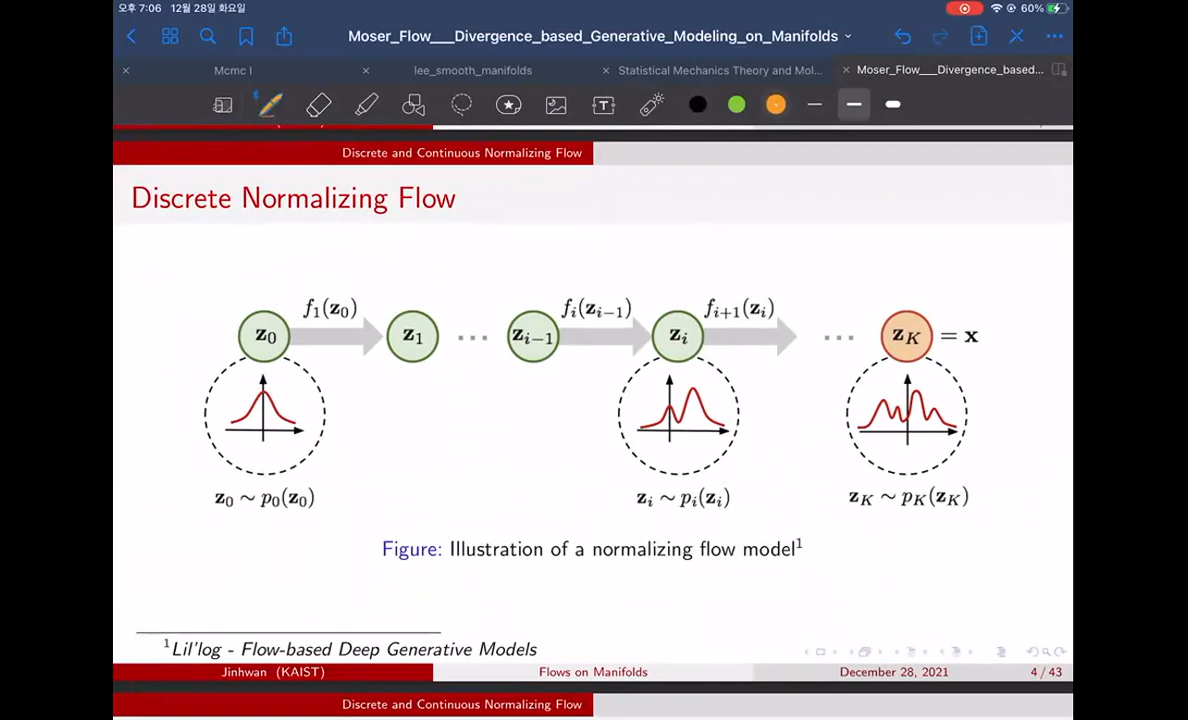 오후 7:06 12월 28일 화요일
60%
Moser_Flow___Divergence_based_Generative_Modeling_on_Manifolds
Mcmc I
lee_smooth_manifolds
Statistical Mechanics Theory and Mol...
Moser_Flow___Divergence_based...
Discrete and Continuous Normalizing Flow
Discrete Normalizing Flow
f₁(z₀) fᵢ(zᵢ₋₁) fᵢ₊₁(zᵢ)
z₀ z₁ ... zᵢ₋₁ zᵢ ... z_K = x
z₀ ∼ p₀(z₀) zᵢ ∼ pᵢ(zᵢ) z_K ∼ p_K(z_K)
Figure: Illustration of a normalizing flow model¹
¹Lil'log - Flow-based Deep Generative Models
Jinhwan (KAIST) Flows on Manifolds December 28, 2021 4 / 43
Discrete and Continuous Normalizing Flow